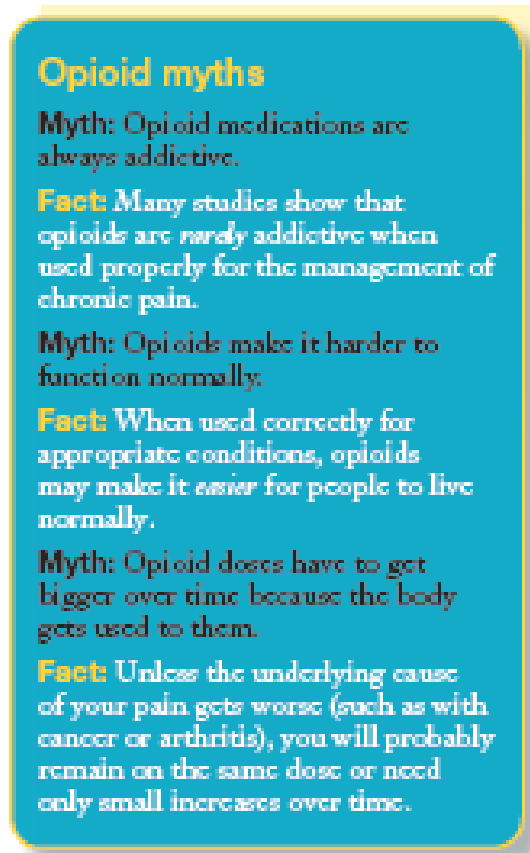 Opioid myths
Myth: Opioid medications are
always addictive.
Fact: Many studies show that
opioids are rarely addictive when
used properly for the management of
chronic pain.
Myth: Opioids make it harder to
function normally.
Fact: When used correctly for
appropriate conditions, opioids
may make it easier for people to live
normally.
Myth: Opioid doses have to get
bigger over time because the body
gets used to them.
Fact: Unless the underlying cause
of your pain gets worse (such as with
cancer or arthritis), you will probably
remain on the same dose or need
only small increases over time.